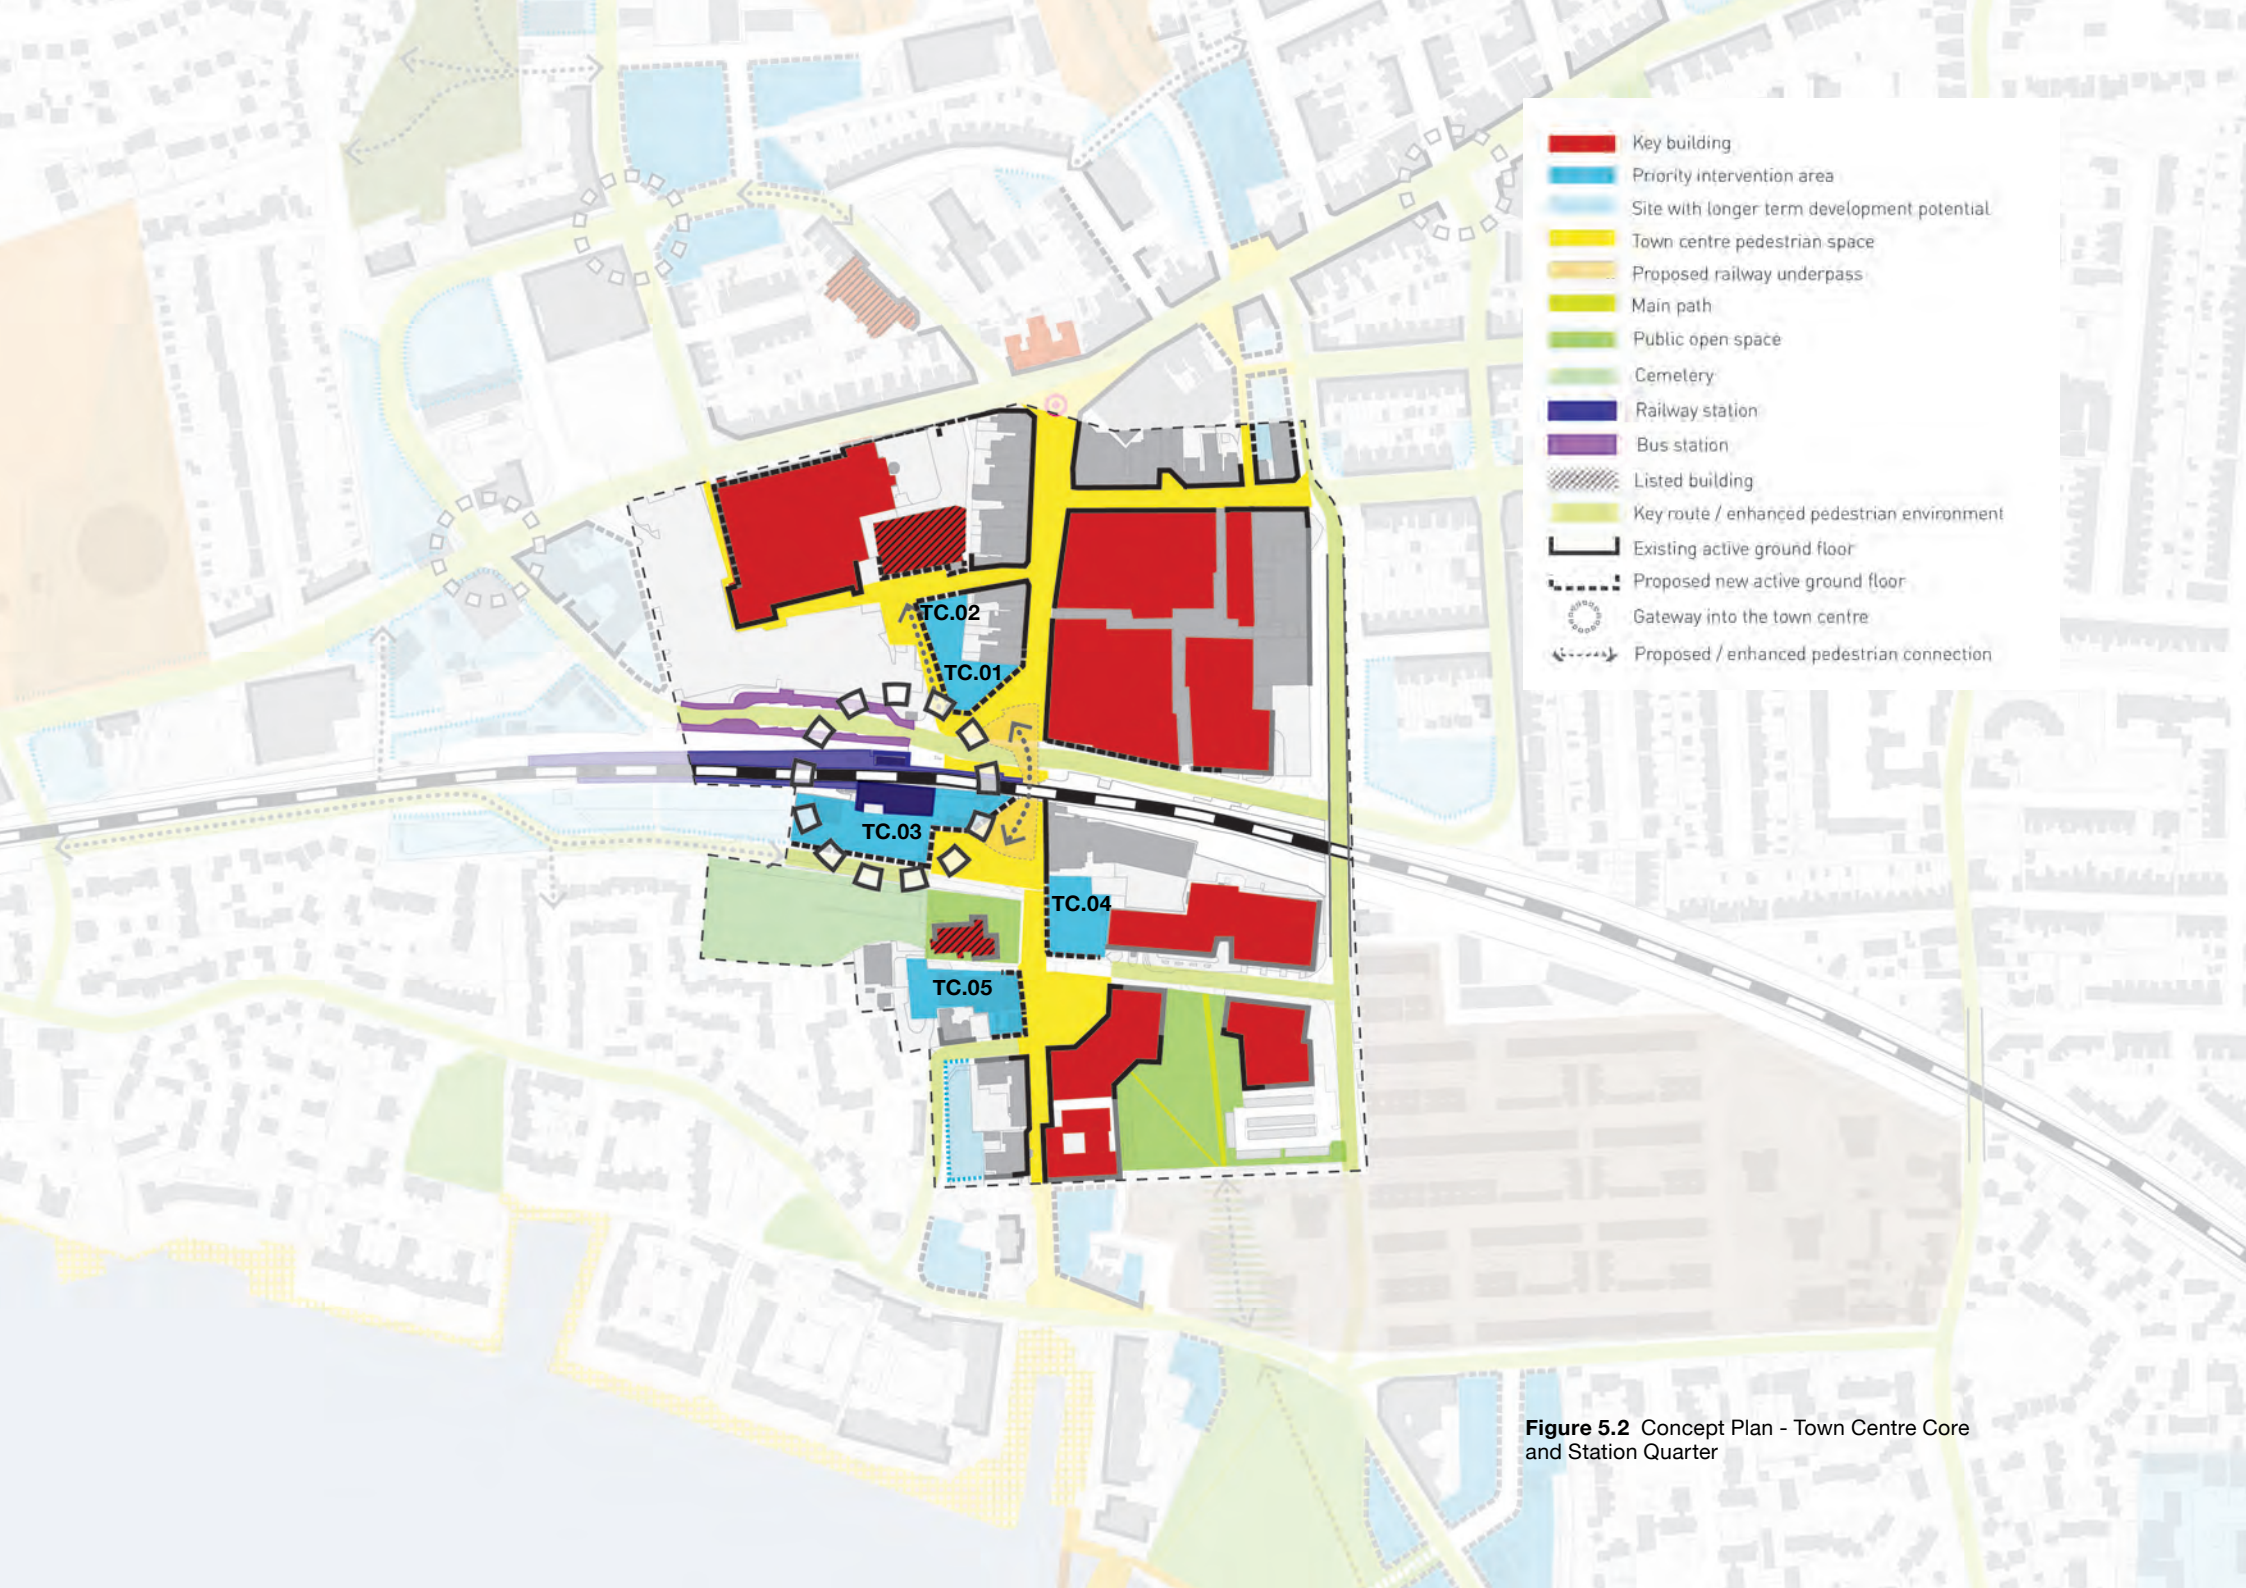 Key building
Priority intervention area
Site with longer term development potential
Town centre pedestrian space
Proposed railway underpass
Main path
Public open space
Cemetery
Railway station
Bus station
Listed building
Key route / enhanced pedestrian environment
Existing active ground floor
Proposed new active ground floor
Gateway into the town centre
Proposed / enhanced pedestrian connection
TC.02
TC.01
TC.03
TC.04
TC.05
Figure 5.2 Concept Plan - Town Centre Core
and Station Quarter